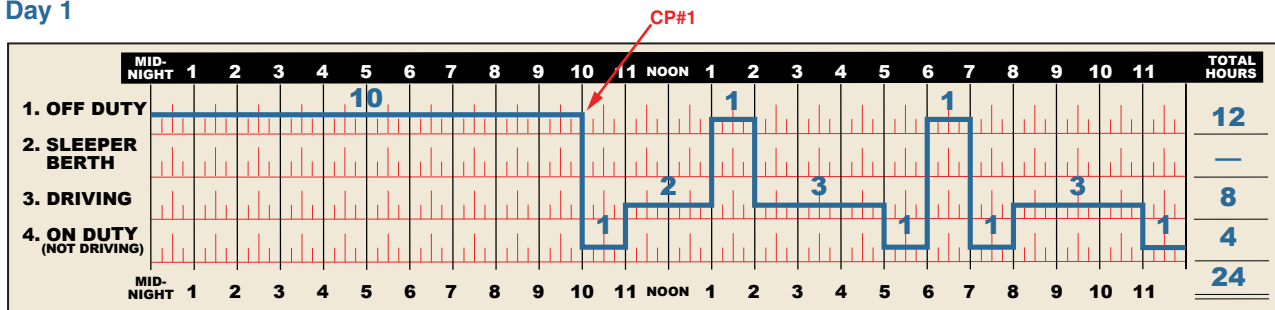 Day 1
CP#1
MID-NIGHT 1 2 3 4 5 6 7 8 9 10 11 NOON 1 2 3 4 5 6 7 8 9 10 11 TOTAL HOURS
1. OFF DUTY 10 1 1 12
2. SLEEPER BERTH —
3. DRIVING 2 3 3 8
4. ON DUTY (NOT DRIVING) 1 1 1 1 4
MID-NIGHT 1 2 3 4 5 6 7 8 9 10 11 NOON 1 2 3 4 5 6 7 8 9 10 11 24